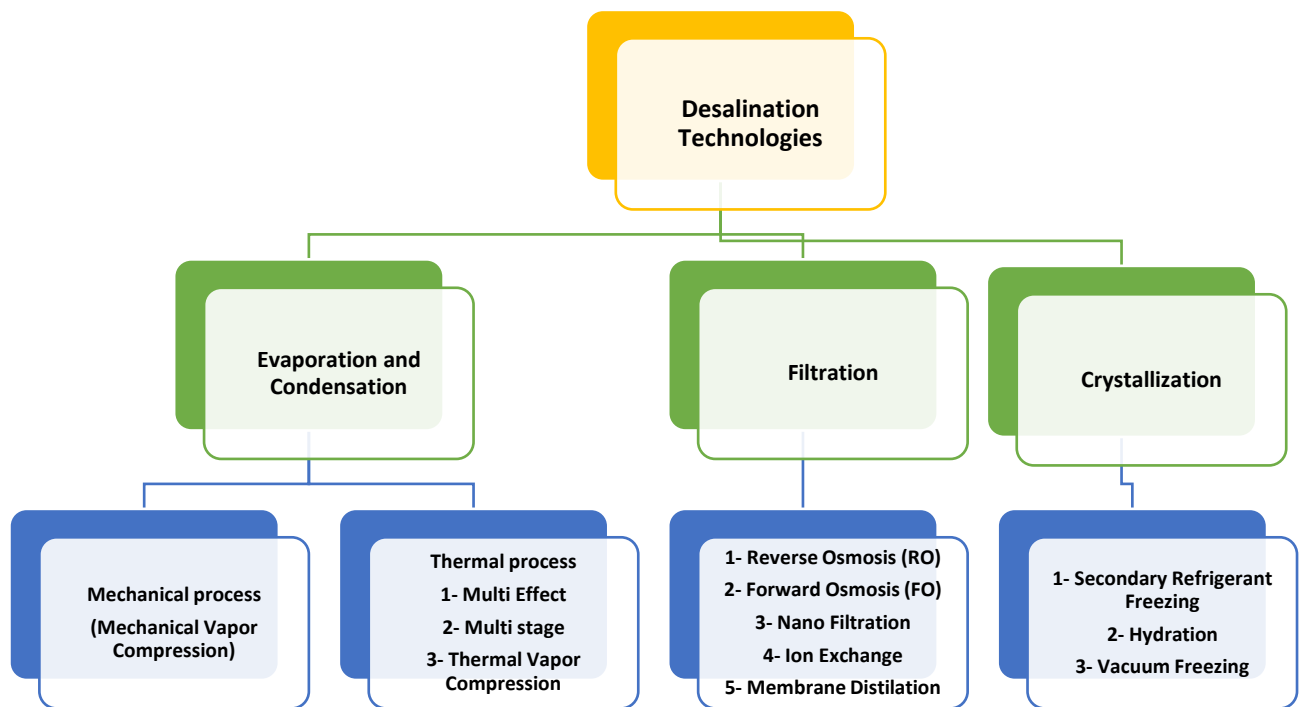 Desalination
Technologies
Evaporation and
Condensation
Filtration
Crystallization
Mechanical process
(Mechanical Vapor
Compression)
Thermal process
1- Multi Effect
2- Multi stage
3- Thermal Vapor
Compression
1- Reverse Osmosis (RO)
2- Forward Osmosis (FO)
3- Nano Filtration
4- Ion Exchange
5- Membrane Distilation
1- Secondary Refrigerant
Freezing
2- Hydration
3- Vacuum Freezing